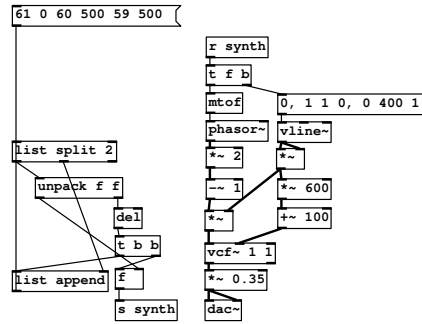 61 0 60 500 59 500
r synth
t f b
mtof
0, 1 1 0, 0 400 1
phasor~
vline~
list split 2
*~ 2
*~
unpack f f
-~ 1
*~ 600
del
*~
+~ 100
t b b
vcf~ 1 1
list append
f
*~ 0.35
s synth
dac~